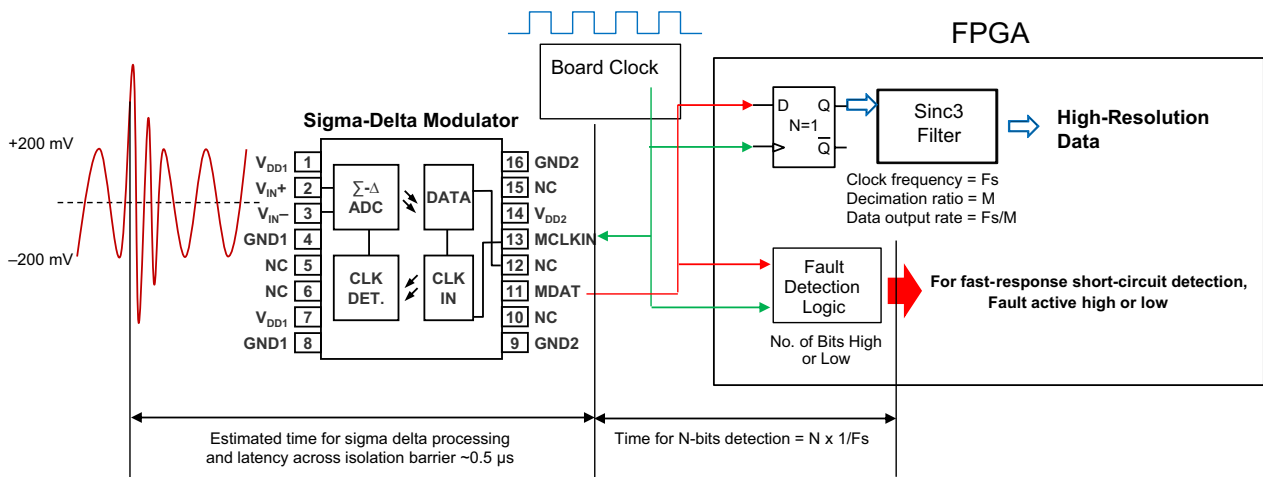 FPGA
Board Clock
+200 mV
–200 mV
Sigma-Delta Modulator
V_DD1 1
V_IN+ 2
V_IN– 3
GND1 4
NC 5
NC 6
V_DD1 7
GND1 8
∑-Δ
ADC
DATA
CLK
DET.
CLK
IN
16 GND2
15 NC
14 V_DD2
13 MCLKIN
12 NC
11 MDAT
10 NC
9 GND2
D Q
N=1
Q̅
Sinc3
Filter
High-Resolution
Data
Clock frequency = Fs
Decimation ratio = M
Data output rate = Fs/M
Fault
Detection
Logic
No. of Bits High
or Low
For fast-response short-circuit detection,
Fault active high or low
Estimated time for sigma delta processing
and latency across isolation barrier ~0.5 µs
Time for N-bits detection = N x 1/Fs